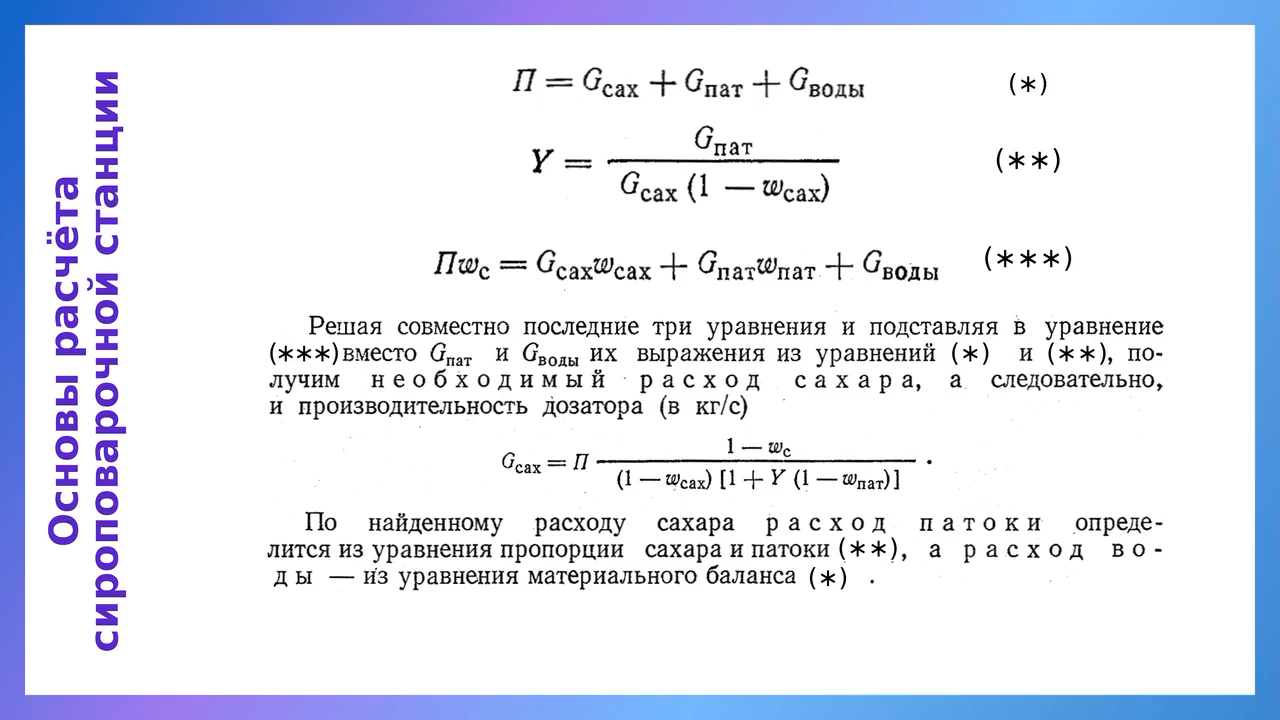 Основы расчёта
сироповарочной станции
П = Gсах + Gпат + Gводы (∗)
Y = Gпат / Gсах (1 — wсах) (∗∗)
Пwс = Gсахwсах + Gпатwпат + Gводы (∗∗∗)
Решая совместно последние три уравнения и подставляя в уравнение
(∗∗∗)вместо Gпат и Gводы их выражения из уравнений (∗) и (∗∗), по-
лучим необходимый расход сахара, а следовательно,
и производительность дозатора (в кг/с)
Gсах = П 1 — wс / (1 — wсах) [1 + Y (1 — wпат)] .
По найденному расходу сахара расход патоки опреде-
лится из уравнения пропорции сахара и патоки (∗∗), а расход во-
ды — из уравнения материального баланса (∗) .